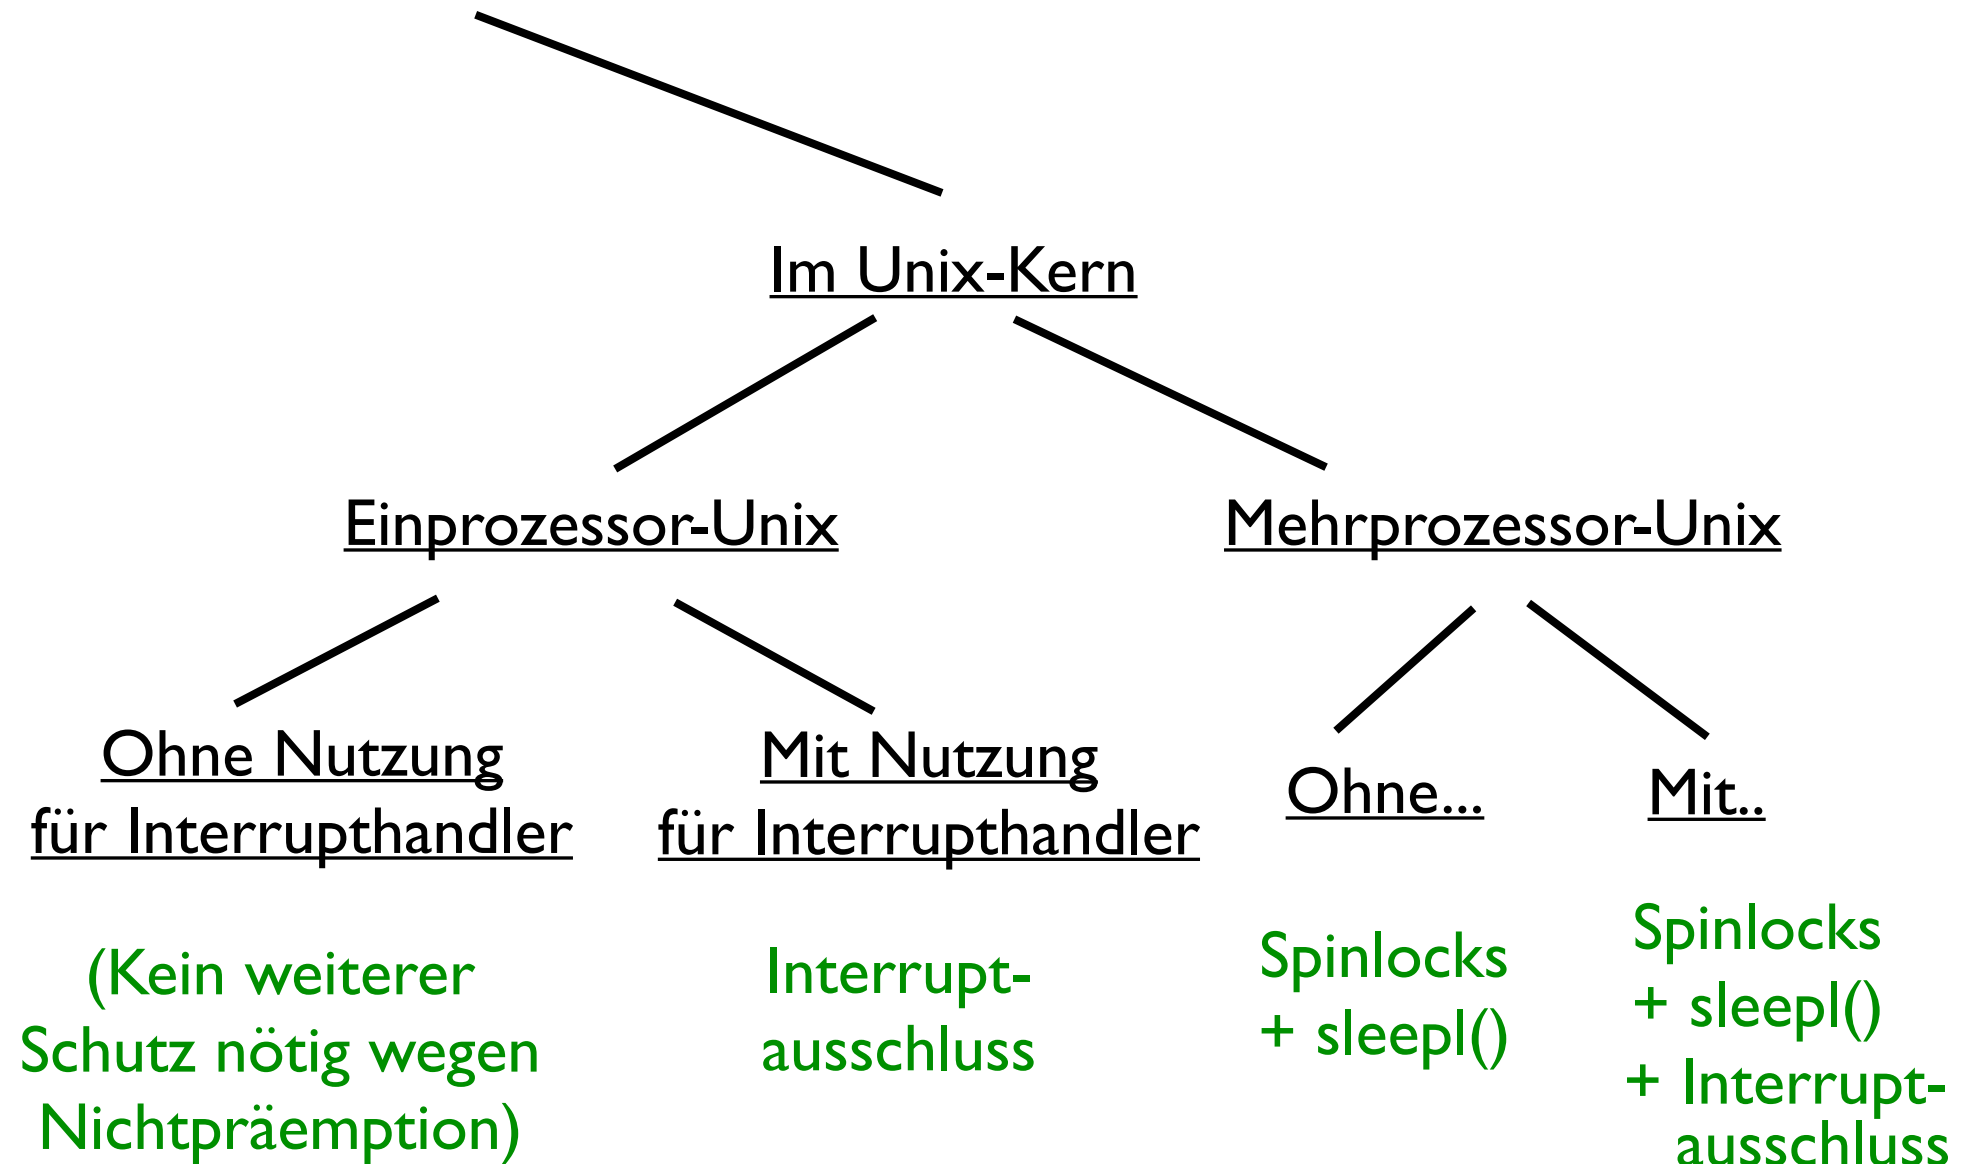 Im Unix-Kern
Einprozessor-Unix
Mehrprozessor-Unix
Ohne Nutzung
für Interrupthandler
Mit Nutzung
für Interrupthandler
Ohne...
Mit..
(Kein weiterer
Schutz nötig wegen
Nichtpräemption)
Interrupt-
ausschluss
Spinlocks
+ sleepl()
Spinlocks
+ sleepl()
+ Interrupt-
ausschluss